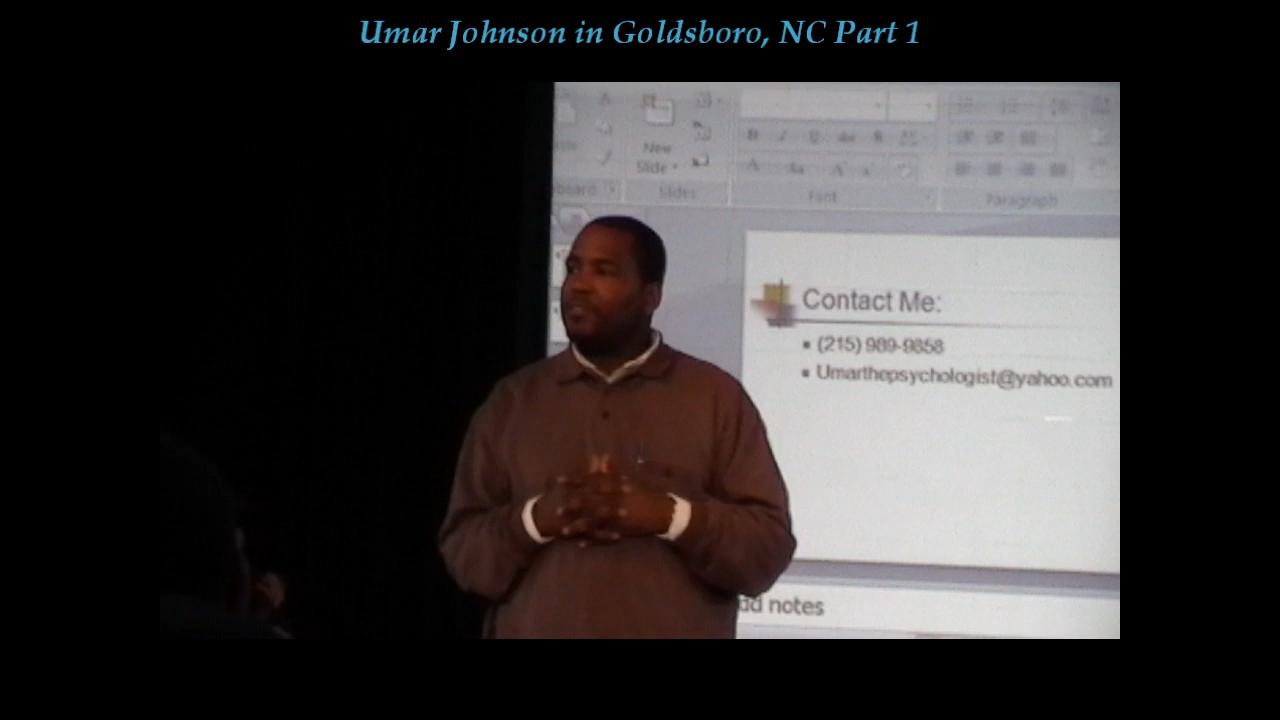 Umar Johnson in Goldsboro, NC Part 1
New
Slide
Slides
Font
Paragraph
Contact Me:
(215) 989-9858
Umarthepsychologist@yahoo.com
dd notes